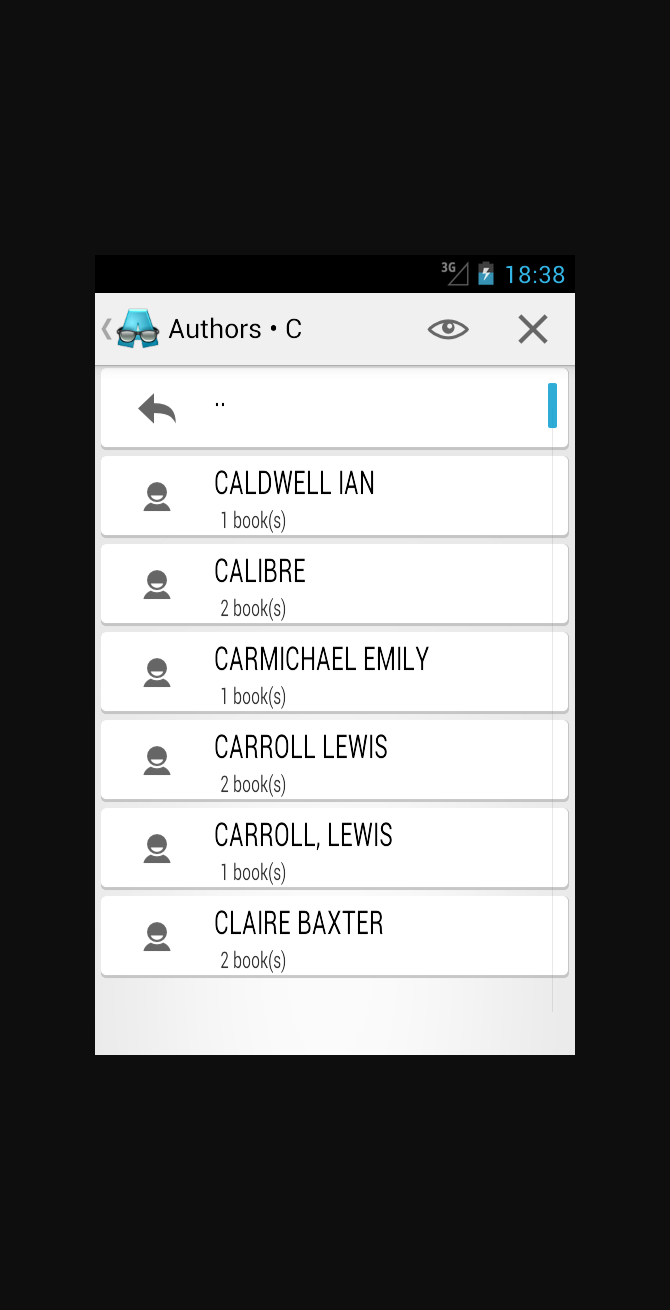 3G 18:38
Authors • C
..
CALDWELL IAN
1 book(s)
CALIBRE
2 book(s)
CARMICHAEL EMILY
1 book(s)
CARROLL LEWIS
2 book(s)
CARROLL, LEWIS
1 book(s)
CLAIRE BAXTER
2 book(s)